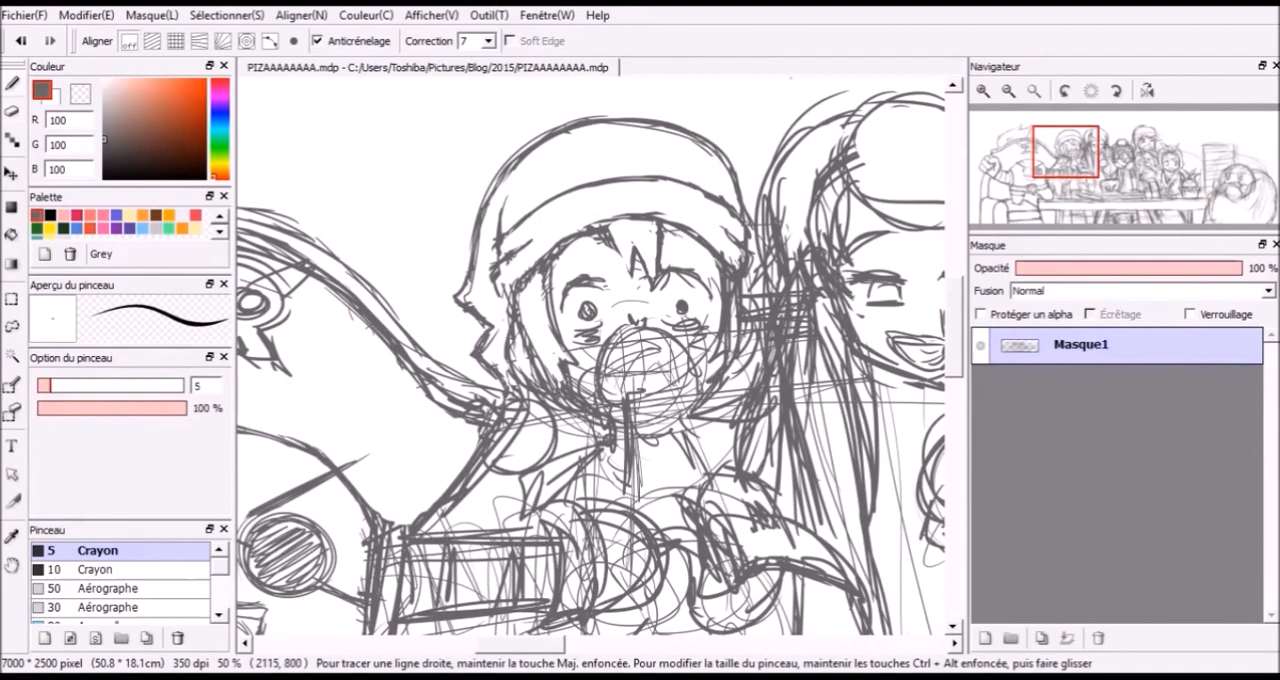 Fichier(F) Modifier(E) Masque(L) Sélectionner(S) Aligner(N) Couleur(C) Afficher(V) Outil(T) Fenêtre(W) Help
Aligner off Anticrénelage Correction 7 Soft Edge
Couleur
R 100
G 100
B 100
Palette
Grey
Aperçu du pinceau
Option du pinceau
5
100 %
Pinceau
5 Crayon
10 Crayon
50 Aérographe
30 Aérographe
PIZAAAAAAAA.mdp - C:/Users/Toshiba/Pictures/Blog/2015/PIZAAAAAAAA.mdp
Navigateur
Masque
Opacité 100 %
Fusion Normal
Protéger un alpha Écrêtage Verrouillage
Masque1
7000 * 2500 pixel (50.8 * 18.1cm) 350 dpi 50 % ( 2115, 800 ) Pour tracer une ligne droite, maintenir la touche Maj. enfoncée. Pour modifier la taille du pinceau, maintenir les touches Ctrl + Alt enfoncée, puis faire glisser